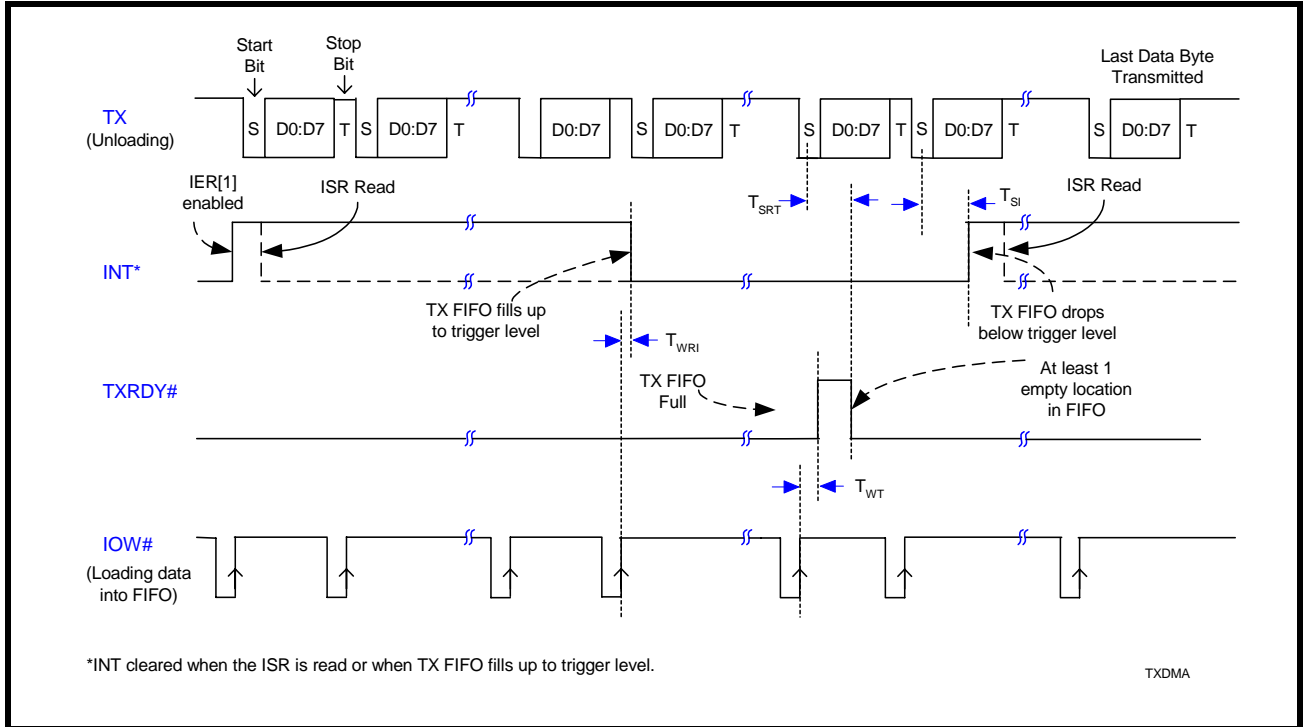 Start
Bit
Stop
Bit
Last Data Byte
Transmitted
TX
(Unloading)
S D0:D7 T S D0:D7 T D0:D7 T S D0:D7 T S D0:D7 T S D0:D7 T S D0:D7 T
IER[1]
enabled
ISR Read
TSRT
TSI
ISR Read
INT*
TX FIFO fills up
to trigger level
TX FIFO drops
below trigger level
TWRI
TXRDY#
TX FIFO
Full
At least 1
empty location
in FIFO
TWT
IOW#
(Loading data
into FIFO)
*INT cleared when the ISR is read or when TX FIFO fills up to trigger level.
TXDMA